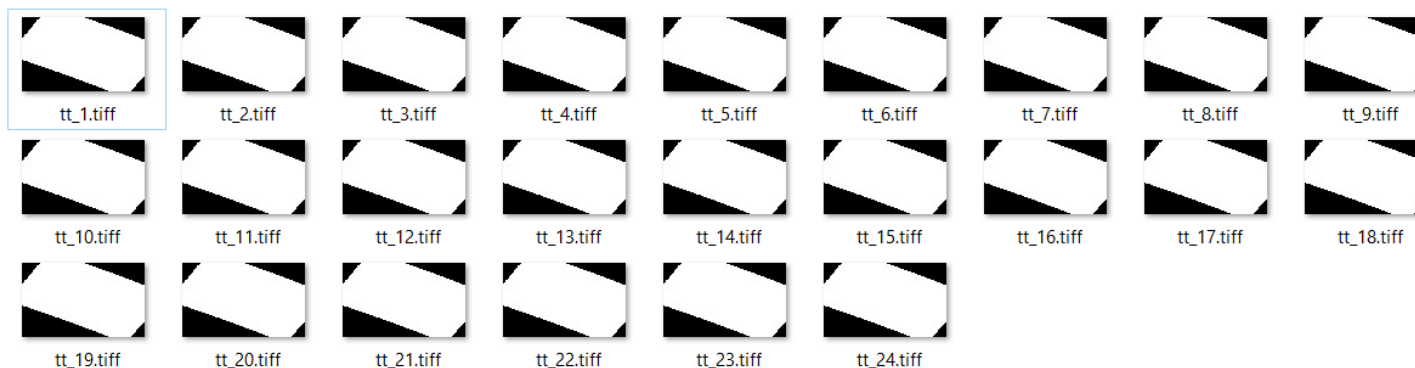 tt_1.tiff tt_2.tiff tt_3.tiff tt_4.tiff tt_5.tiff tt_6.tiff tt_7.tiff tt_8.tiff tt_9.tiff
tt_10.tiff tt_11.tiff tt_12.tiff tt_13.tiff tt_14.tiff tt_15.tiff tt_16.tiff tt_17.tiff tt_18.tiff
tt_19.tiff tt_20.tiff tt_21.tiff tt_22.tiff tt_23.tiff tt_24.tiff